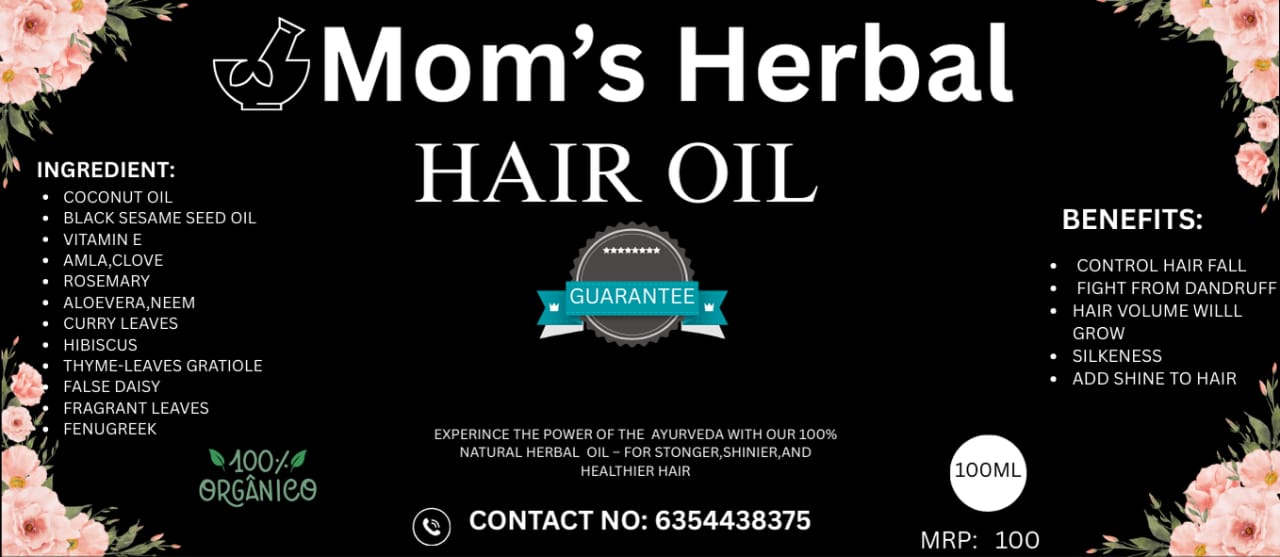 Mom's Herbal
HAIR OIL
INGREDIENT:
COCONUT OIL
BLACK SESAME SEED OIL
VITAMIN E
AMLA,CLOVE
ROSEMARY
ALOEVERA,NEEM
CURRY LEAVES
HIBISCUS
THYME-LEAVES GRATIOLE
FALSE DAISY
FRAGRANT LEAVES
FENUGREEK
100%
ORGÂNICO
GUARANTEE
EXPERINCE THE POWER OF THE AYURVEDA WITH OUR 100%
NATURAL HERBAL OIL – FOR STONGER,SHINIER,AND
HEALTHIER HAIR
CONTACT NO: 6354438375
BENEFITS:
CONTROL HAIR FALL
FIGHT FROM DANDRUFF
HAIR VOLUME WILLL
GROW
SILKENESS
ADD SHINE TO HAIR
100ML
MRP: 100